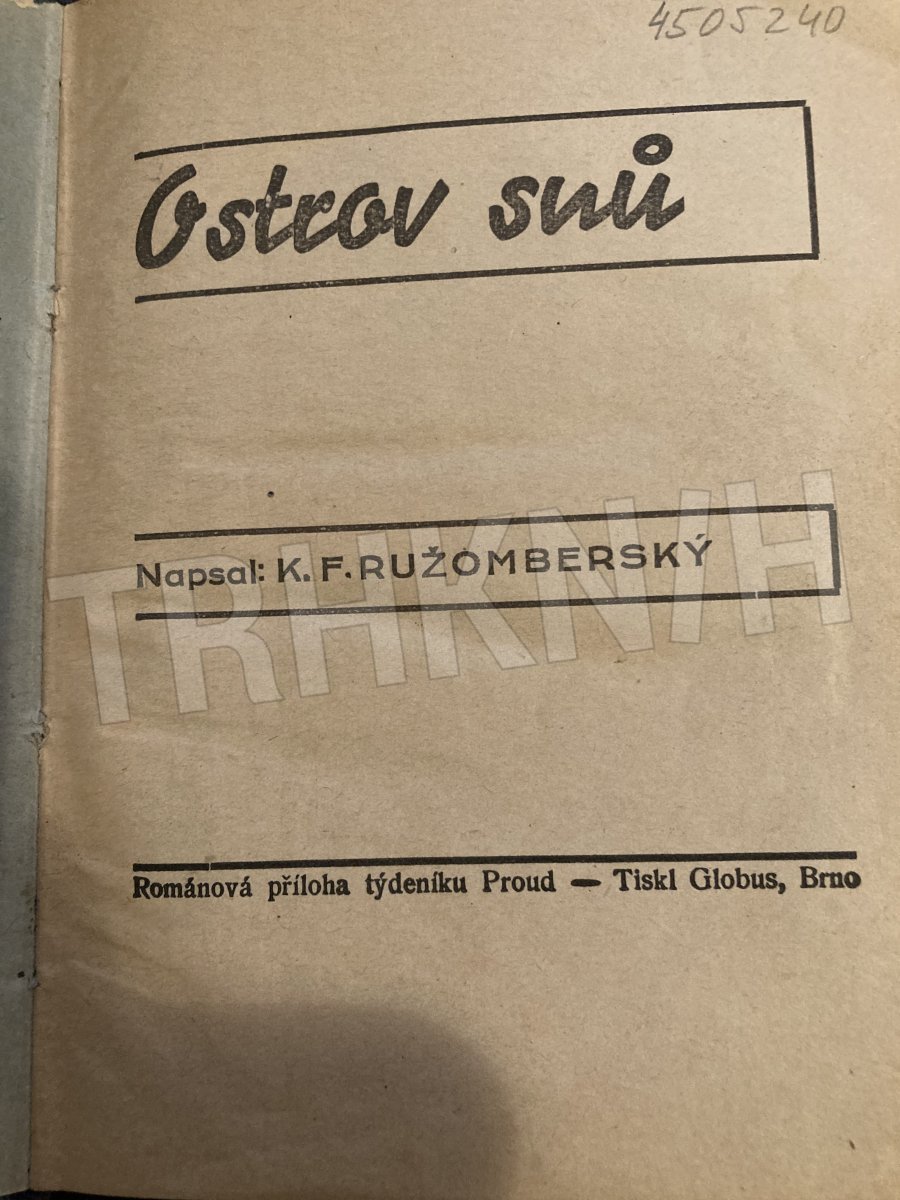 4505240
Ostrov snů
Napsal: K. F. RUŽOMBERSKÝ
TRHKNIH
Románová příloha týdeníku Proud — Tiskl Globus, Brno